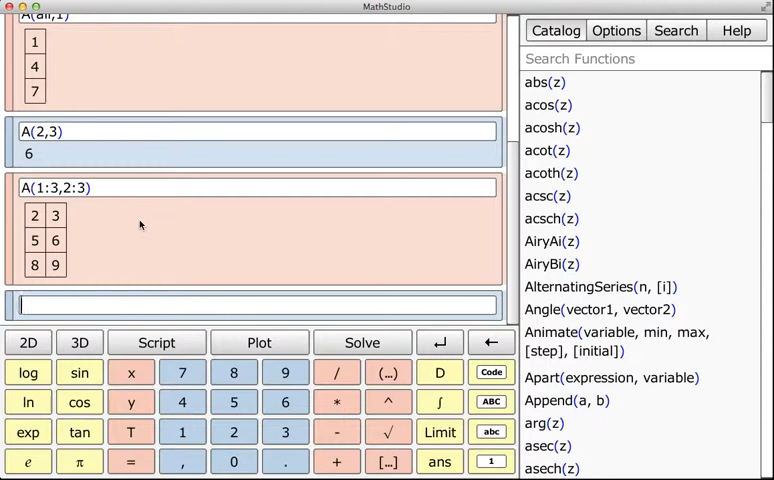 MathStudio
A(all,1)
1
4
7
A(2,3)
6
A(1:3,2:3)
2 3
5 6
8 9
2D 3D Script Plot Solve ↵ ←
log sin x 7 8 9 / (...) D Code
ln cos y 4 5 6 * ^ ∫ ABC
exp tan T 1 2 3 - √ Limit abc
e π = , 0 . + [...] ans 1
Catalog Options Search Help
Search Functions
abs(z)
acos(z)
acosh(z)
acot(z)
acoth(z)
acsc(z)
acsch(z)
AiryAi(z)
AiryBi(z)
AlternatingSeries(n, [i])
Angle(vector1, vector2)
Animate(variable, min, max,
[step], [initial])
Apart(expression, variable)
Append(a, b)
arg(z)
asec(z)
asech(z)